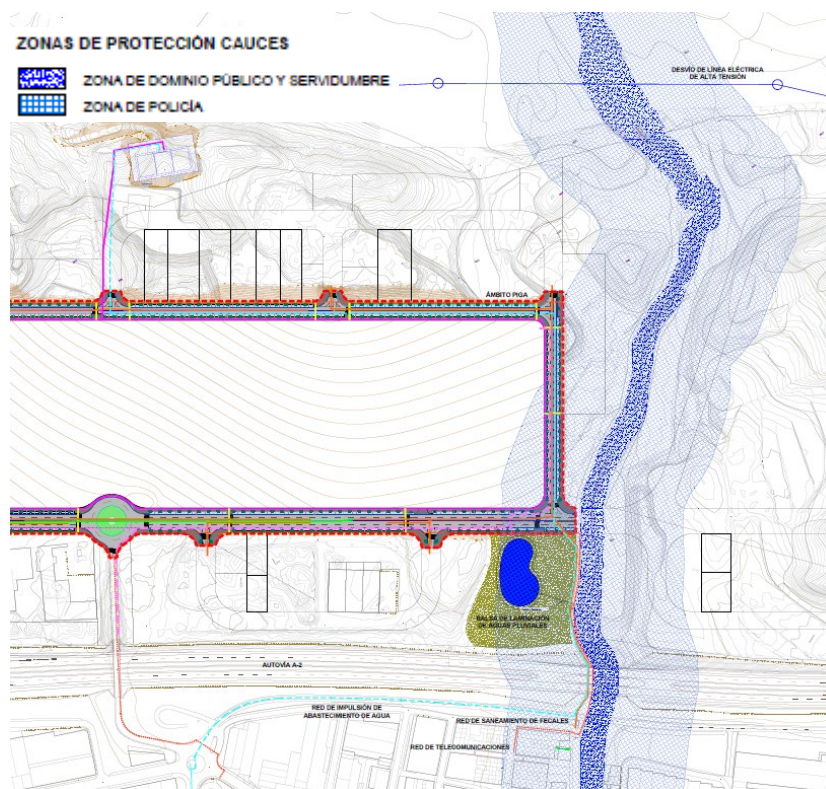 ZONAS DE PROTECCIÓN CAUCES
ZONA DE DOMINIO PÚBLICO Y SERVIDUMBRE
ZONA DE POLICÍA
DESVÍO DE LÍNEA ELÉCTRICA
DE ALTA TENSIÓN
ÁMBITO PIGA
BALSA DE LAMINACIÓN
DE AGUAS PLUVIALES
AUTOVÍA A-2
RED DE IMPULSIÓN DE
ABASTECIMIENTO DE AGUA
RED DE SANEAMIENTO DE FECALES
RED DE TELECOMUNICACIONES